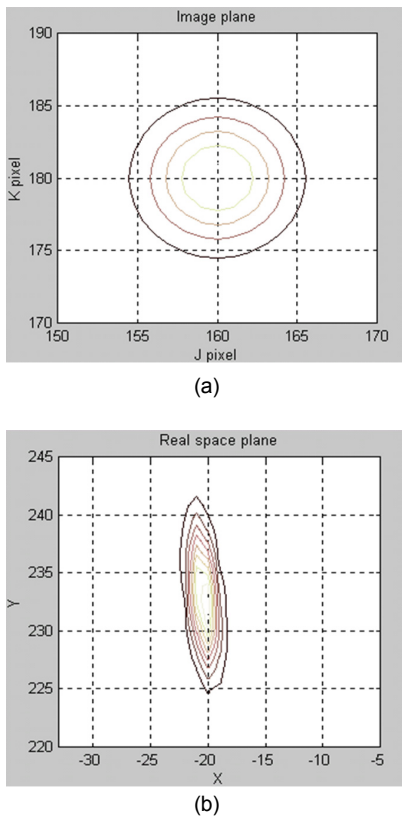 Image plane
190
185
180
175
170
K pixel
150 155 160 165 170
J pixel
(a)
Real space plane
245
240
235
230
225
220
Y
-30 -25 -20 -15 -10 -5
X
(b)